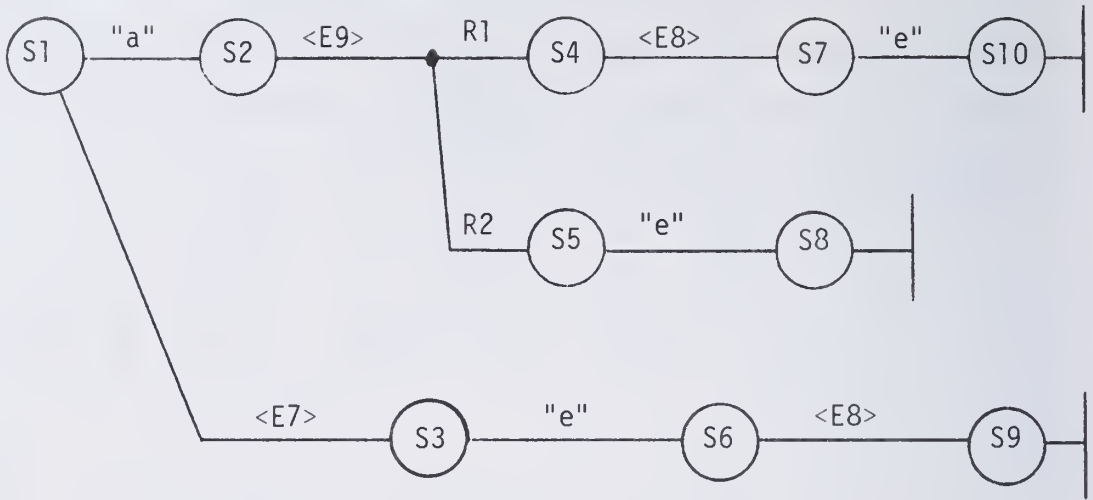 S1 "a" S2 <E9> R1 S4 <E8> S7 "e" S10
R2 S5 "e" S8
<E7> S3 "e" S6 <E8> S9